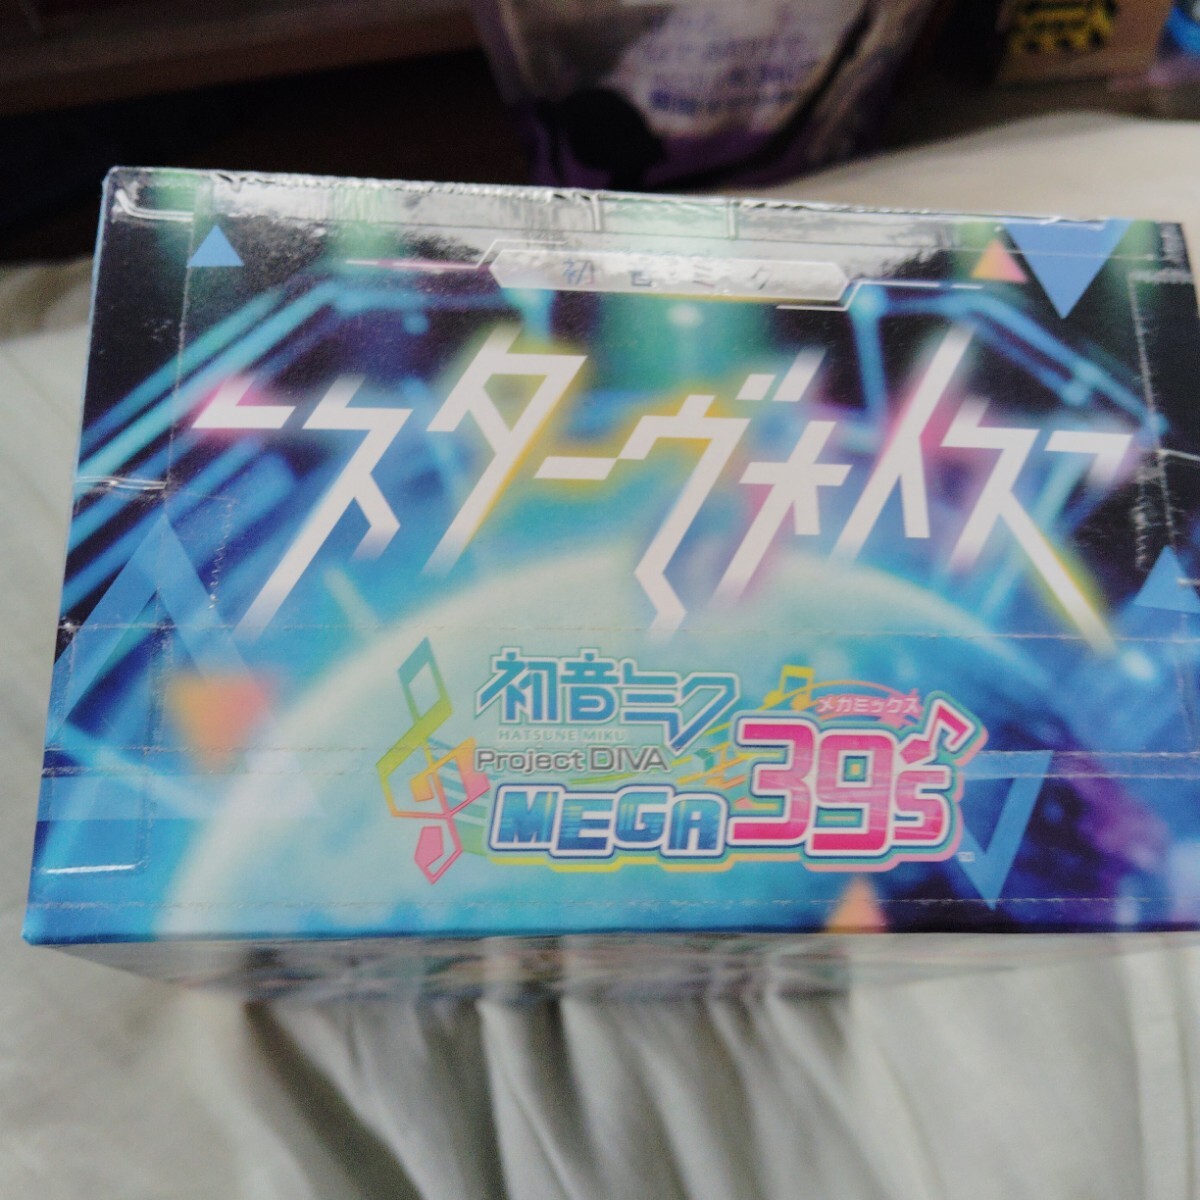 初音ミク
スターヴォイス
初音ミク
HATSUNE MIKU
Project DIVA
メガミックス
MEGA39's
TM